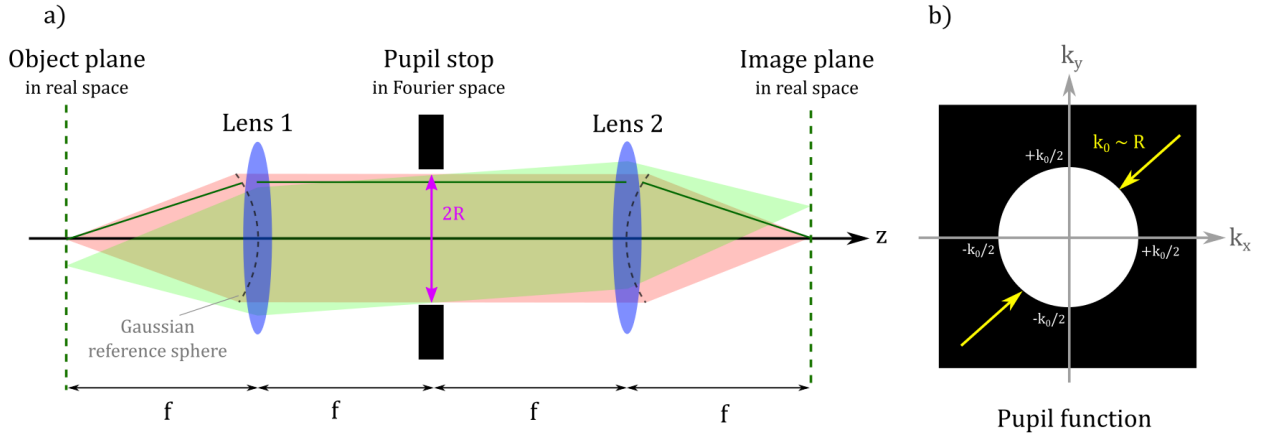 a)
Object plane
in real space
Pupil stop
in Fourier space
Image plane
in real space
Lens 1
Lens 2
2R
z
Gaussian
reference sphere
f
f
f
f
b)
k_y
k_0 ~ R
+k_0/2
-k_0/2
+k_0/2
k_x
-k_0/2
Pupil function